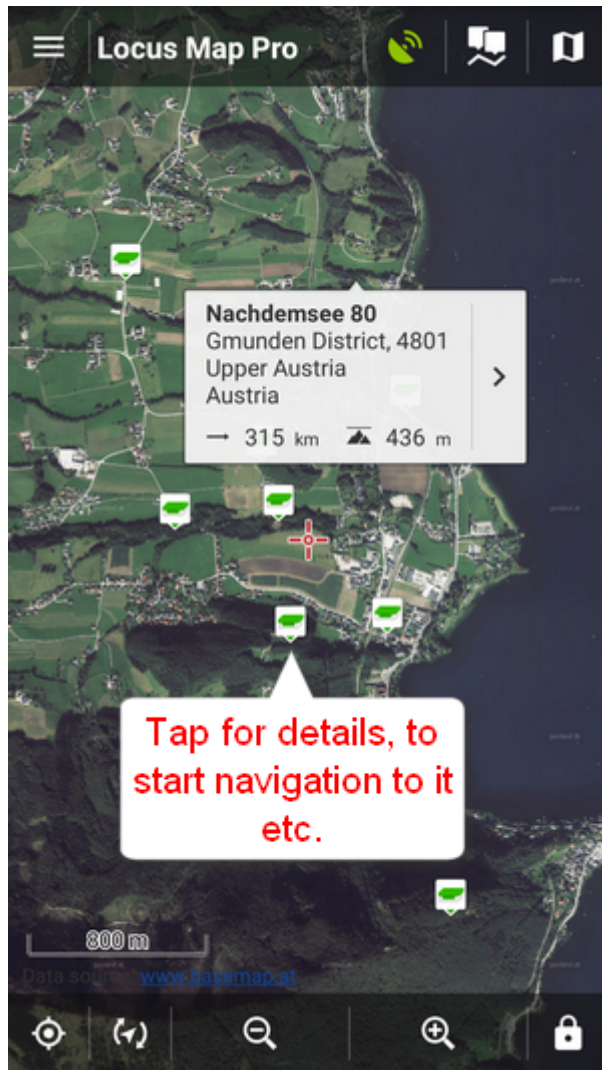 Locus Map Pro
Nachdemsee 80
Gmunden District, 4801
Upper Austria
Austria
315 km 436 m
Tap for details, to
start navigation to it
etc.
800 m
Data source: www.basemap.at